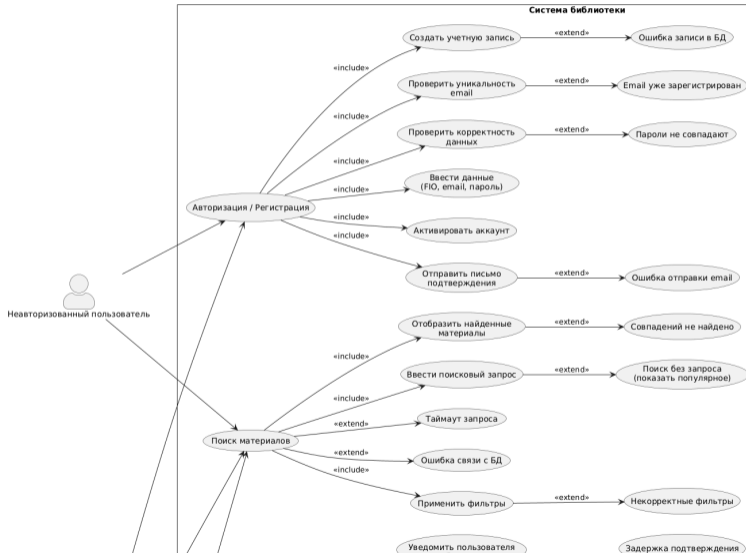 Система библиотеки
Создать учетную запись
«extend»
Ошибка записи в БД
«include»
Проверить уникальность
email
«extend»
Email уже зарегистрирован
«include»
Проверить корректность
данных
«extend»
Пароли не совпадают
«include»
Ввести данные
(FIO, email, пароль)
«include»
Авторизация / Регистрация
«include»
Активировать аккаунт
«include»
Отправить письмо
подтверждения
«extend»
Ошибка отправки email
Неавторизованный пользователь
Отобразить найденные
материалы
«extend»
Совпадений не найдено
«include»
Ввести поисковый запрос
«extend»
Поиск без запроса
(показать популярное)
«include»
Таймаут запроса
«extend»
Поиск материалов
«extend»
Ошибка связи с БД
«include»
Применить фильтры
«extend»
Некорректные фильтры
Уведомить пользователя
Задержка подтверждения